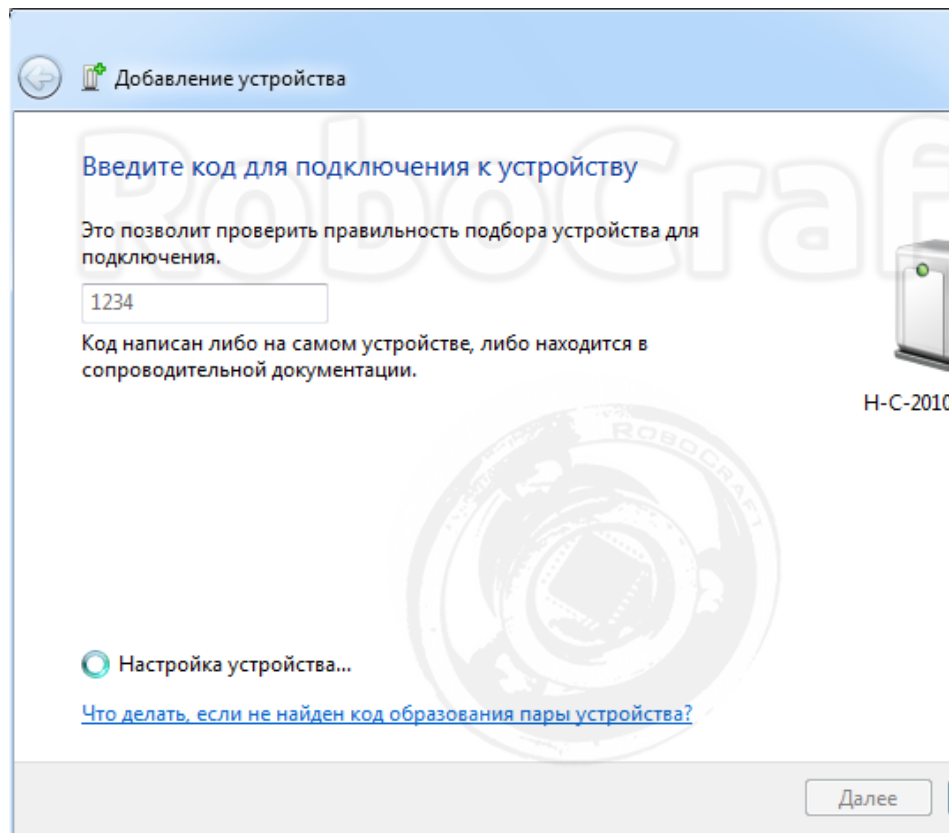 Добавление устройства
RoboCraf
Введите код для подключения к устройству
Это позволит проверить правильность подбора устройства для
подключения.
1234
Код написан либо на самом устройстве, либо находится в
сопроводительной документации.
H-C-2010
ROBOCRAFT
Настройка устройства...
Что делать, если не найден код образования пары устройства?
Далее